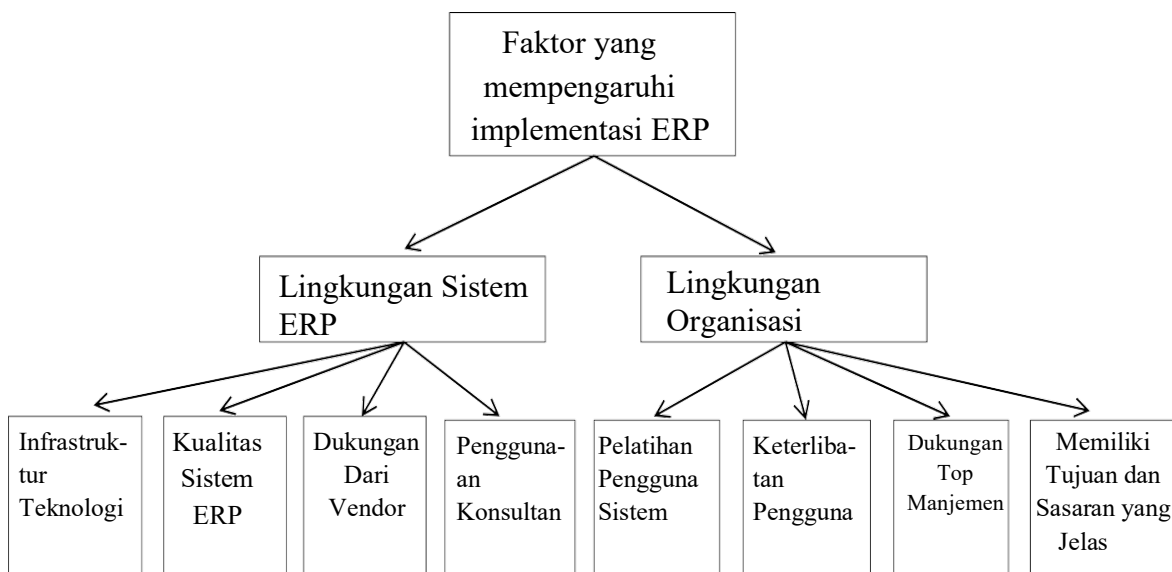 Faktor yang
mempengaruhi
implementasi ERP
Lingkungan Sistem
ERP
Lingkungan
Organisasi
Infrastruk-
tur
Teknologi
Kualitas
Sistem
ERP
Dukungan
Dari
Vendor
Pengguna-
an
Konsultan
Pelatihan
Pengguna
Sistem
Keterliba-
tan
Pengguna
Dukungan
Top
Manjemen
Memiliki
Tujuan dan
Sasaran yang
Jelas